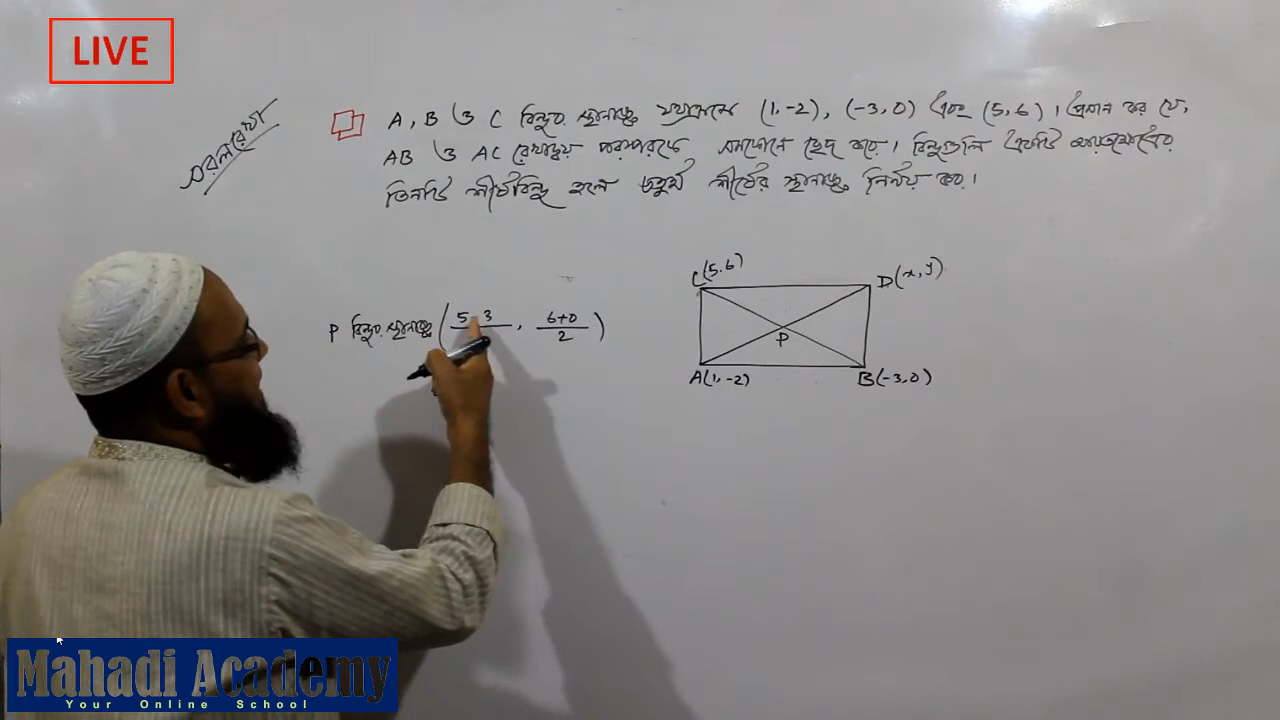 LIVE
সরলরেখা
A, B ও C বিন্দুর স্থানাঙ্ক যথাক্রমে (1,-2), (-3,0) এবং (5,6)। প্রমাণ কর যে,
AB ও AC রেখাদ্বয় পরস্পরকে সমকোণে ছেদ করে। বিন্দুগুলি একটি আয়তক্ষেত্রের
তিনটি শীর্ষবিন্দু হলে চতুর্থ শীর্ষের স্থানাঙ্ক নির্ণয় কর।
C(5,6)
D(x,y)
P বিন্দুর স্থানাঙ্ক (5-3, 6+0/2)
P
A(1,-2)
B(-3,0)
Mahadi Academy
Your Online School